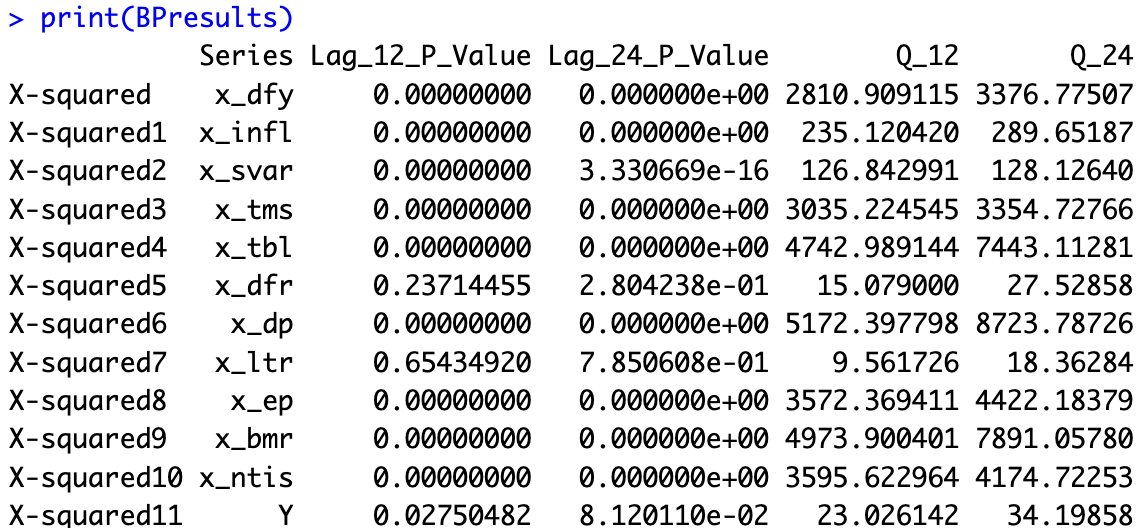 > print(BPresults)
Series Lag_12_P_Value Lag_24_P_Value Q_12 Q_24
X-squared x_dfy 0.00000000 0.000000e+00 2810.909115 3376.77507
X-squared1 x_infl 0.00000000 0.000000e+00 235.120420 289.65187
X-squared2 x_svar 0.00000000 3.330669e-16 126.842991 128.12640
X-squared3 x_tms 0.00000000 0.000000e+00 3035.224545 3354.72766
X-squared4 x_tbl 0.00000000 0.000000e+00 4742.989144 7443.11281
X-squared5 x_dfr 0.23714455 2.804238e-01 15.079000 27.52858
X-squared6 x_dp 0.00000000 0.000000e+00 5172.397798 8723.78726
X-squared7 x_ltr 0.65434920 7.850608e-01 9.561726 18.36284
X-squared8 x_ep 0.00000000 0.000000e+00 3572.369411 4422.18379
X-squared9 x_bmr 0.00000000 0.000000e+00 4973.900401 7891.05780
X-squared10 x_ntis 0.00000000 0.000000e+00 3595.622964 4174.72253
X-squared11 Y 0.02750482 8.120110e-02 23.026142 34.19858